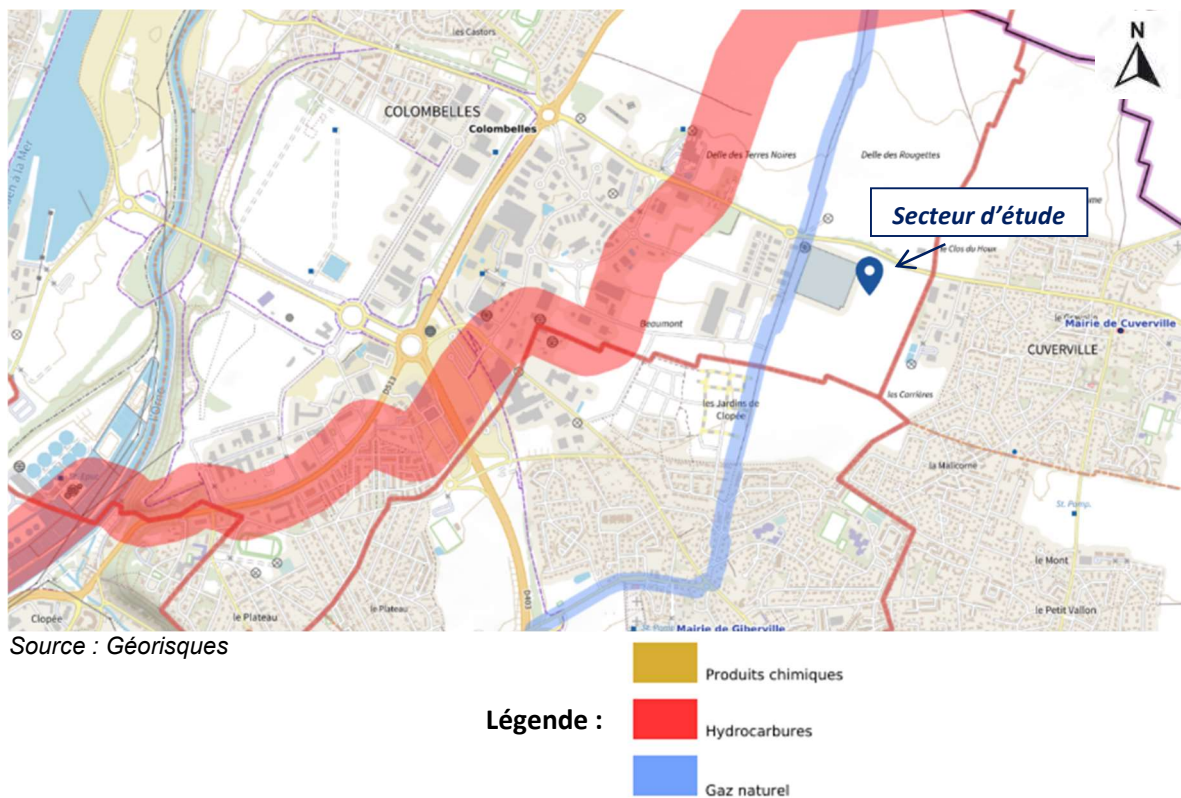 les Castors
N
COLOMBELLES
Colombelles
Delle des Terres Noires
Delle des Rougettes
Secteur d'étude
le Clos du Houx
Beaumont
Mairie de Cuverville
CUVERVILLE
les Carrières
les Jardins de
Clopée
D513
l'Orne
la Malicorne
St. Pomp.
le Mont
le Petit Vallon
Clopée
le Plateau
le Plateau
D403
Mairie de Giberville
Source : Géorisques
Légende :
Produits chimiques
Hydrocarbures
Gaz naturel